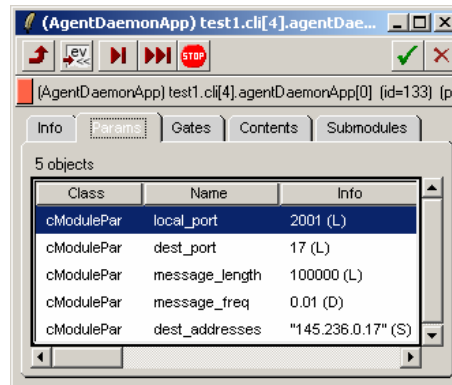 (AgentDaemonApp) test1.cli[4].agentDae...
ev
STOP
(AgentDaemonApp) test1.cli[4].agentDaemonApp[0] (id=133) (p
Info Params Gates Contents Submodules
5 objects
Class Name Info
cModulePar local_port 2001 (L)
cModulePar dest_port 17 (L)
cModulePar message_length 100000 (L)
cModulePar message_freq 0.01 (D)
cModulePar dest_addresses "145.236.0.17" (S)